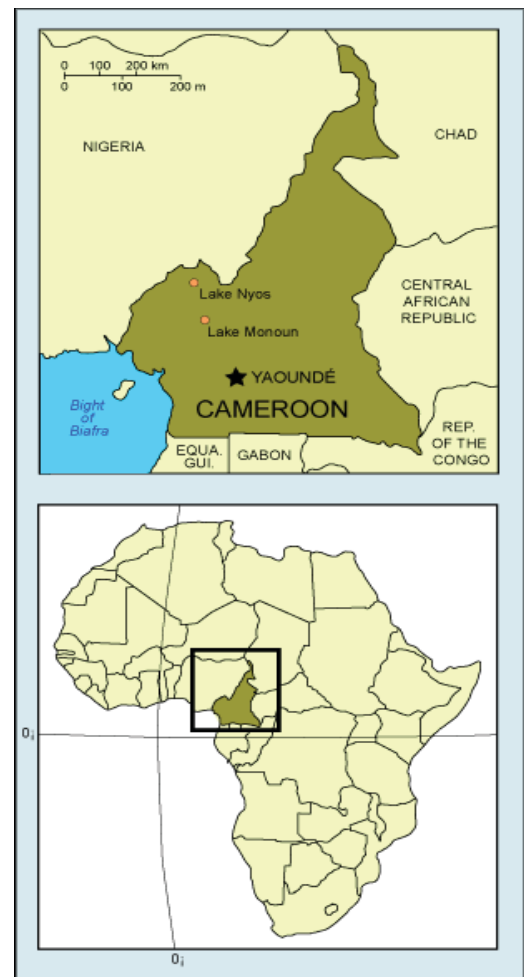 0 100 200 km
0 100 200 m
NIGERIA
CHAD
CENTRAL
AFRICAN
REPUBLIC
Lake Nyos
Lake Monoun
YAOUNDÉ
CAMEROON
Bight
of
Biafra
EQUA.
GUI.
GABON
REP.
OF THE
CONGO
0¡
0¡